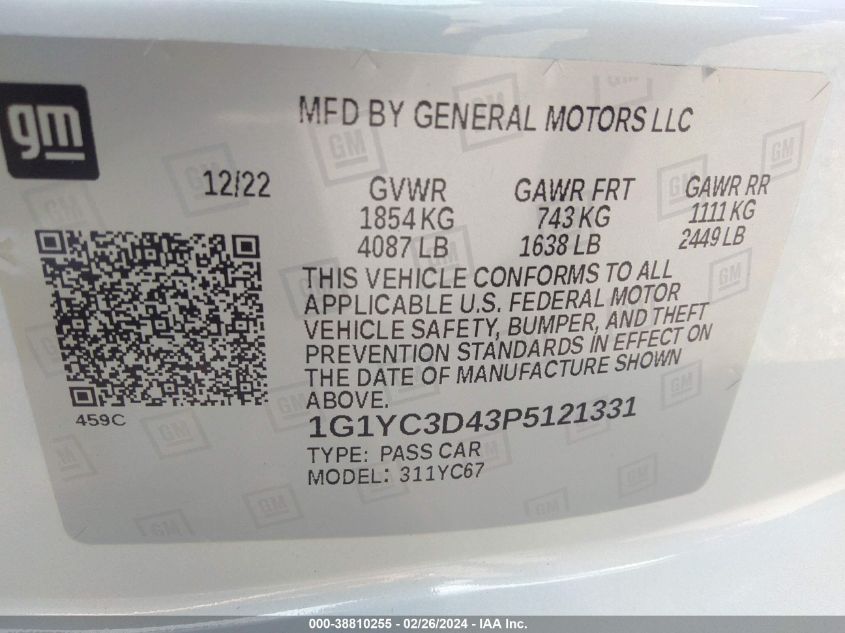 gm
MFD BY GENERAL MOTORS LLC
12/22 GVWR GAWR FRT GAWR RR
1854 KG 743 KG 1111 KG
4087 LB 1638 LB 2449 LB
THIS VEHICLE CONFORMS TO ALL
APPLICABLE U.S. FEDERAL MOTOR
VEHICLE SAFETY, BUMPER, AND THEFT
PREVENTION STANDARDS IN EFFECT ON
THE DATE OF MANUFACTURE SHOWN
ABOVE.
459C
1G1YC3D43P5121331
TYPE: PASS CAR
MODEL: 311YC67
000-38810255 - 02/26/2024 - IAA Inc.